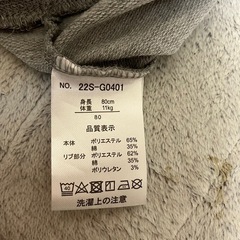 NO. 22S-G0401
身長 80cm
体重 11kg
80
品質表示
本体 ポリエステル 65%
綿 35%
リブ部分 ポリエステル 62%
綿 35%
ポリウレタン 3%
洗濯上の注意